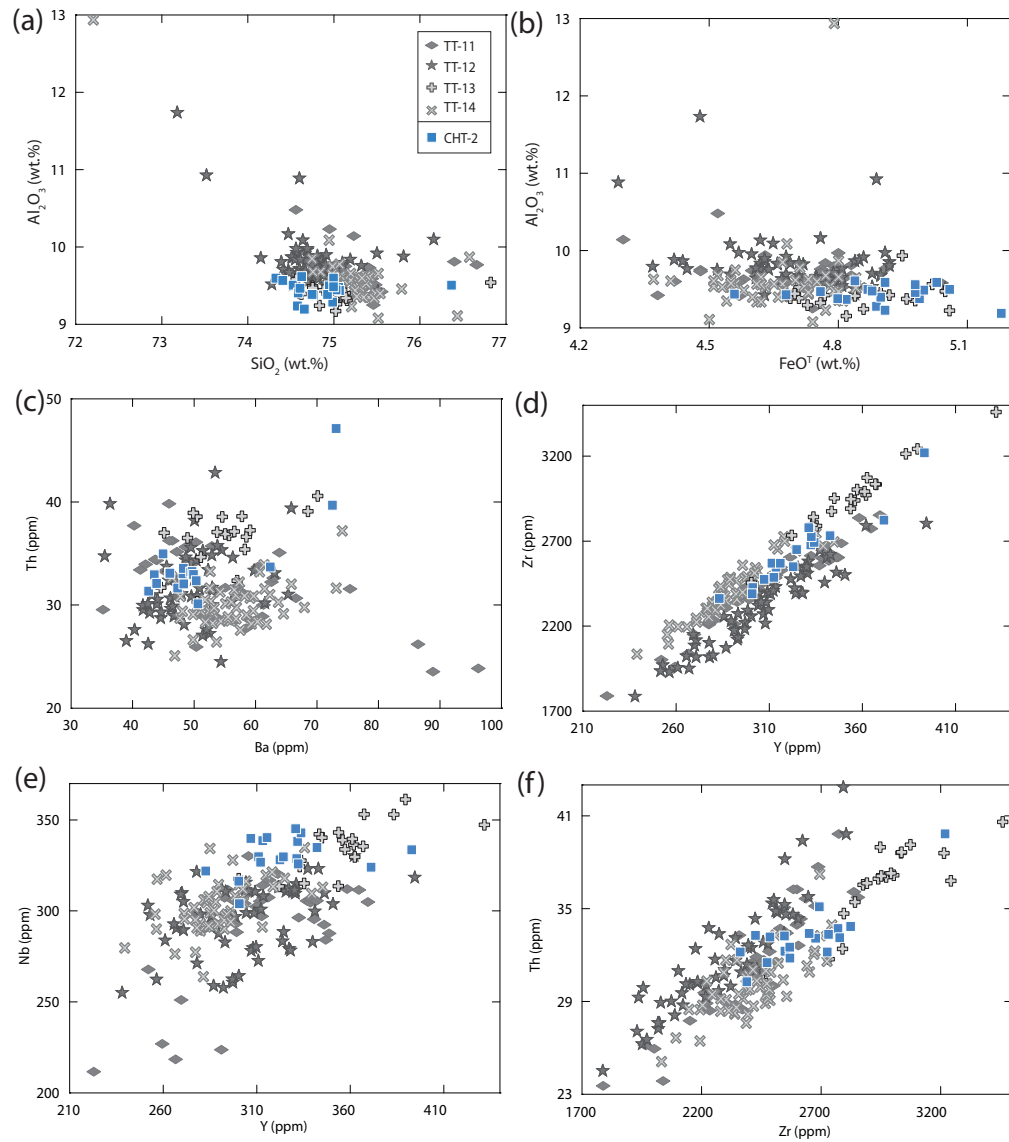 (a)
13
12
11
10
9
72
73
74
75
76
77
Al₂O₃ (wt.%)
SiO₂ (wt.%)
TT-11
TT-12
TT-13
TT-14
CHT-2
(b)
13
12
11
10
9
4.2
4.5
4.8
5.1
Al₂O₃ (wt.%)
FeOᵀ (wt.%)
(c)
50
40
30
20
30
40
50
60
70
80
90
100
Th (ppm)
Ba (ppm)
(d)
3200
2700
2200
1700
210
260
310
360
410
Zr (ppm)
Y (ppm)
(e)
350
300
250
200
210
260
310
360
410
Nb (ppm)
Y (ppm)
(f)
41
35
29
23
1700
2200
2700
3200
Th (ppm)
Zr (ppm)